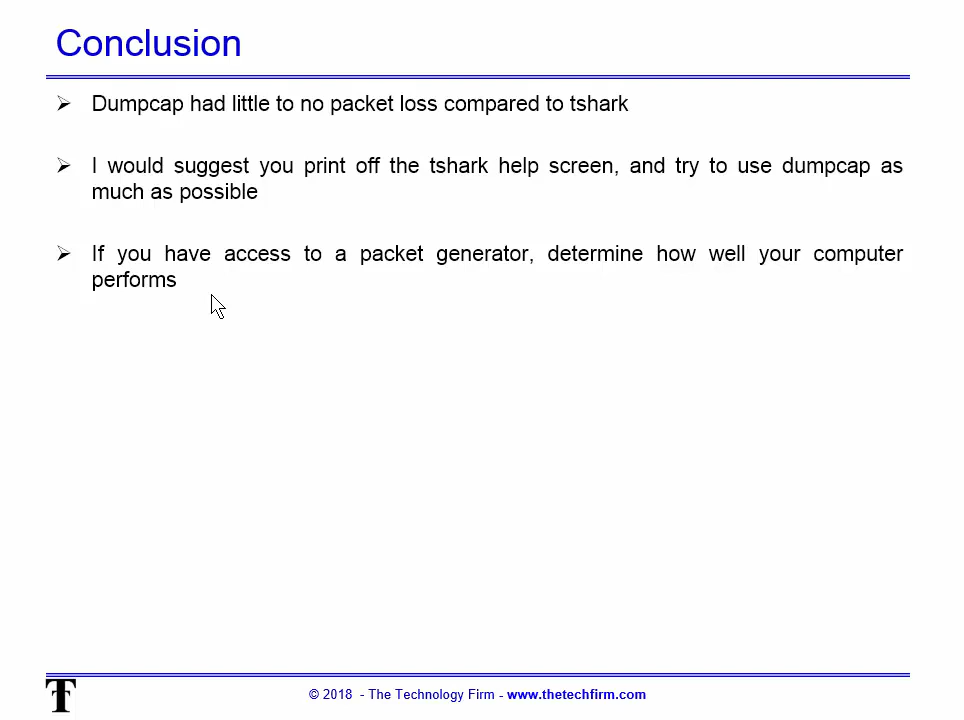 Conclusion
Dumpcap had little to no packet loss compared to tshark
I would suggest you print off the tshark help screen, and try to use dumpcap as
much as possible
If you have access to a packet generator, determine how well your computer
performs
© 2018 - The Technology Firm - www.thetechfirm.com